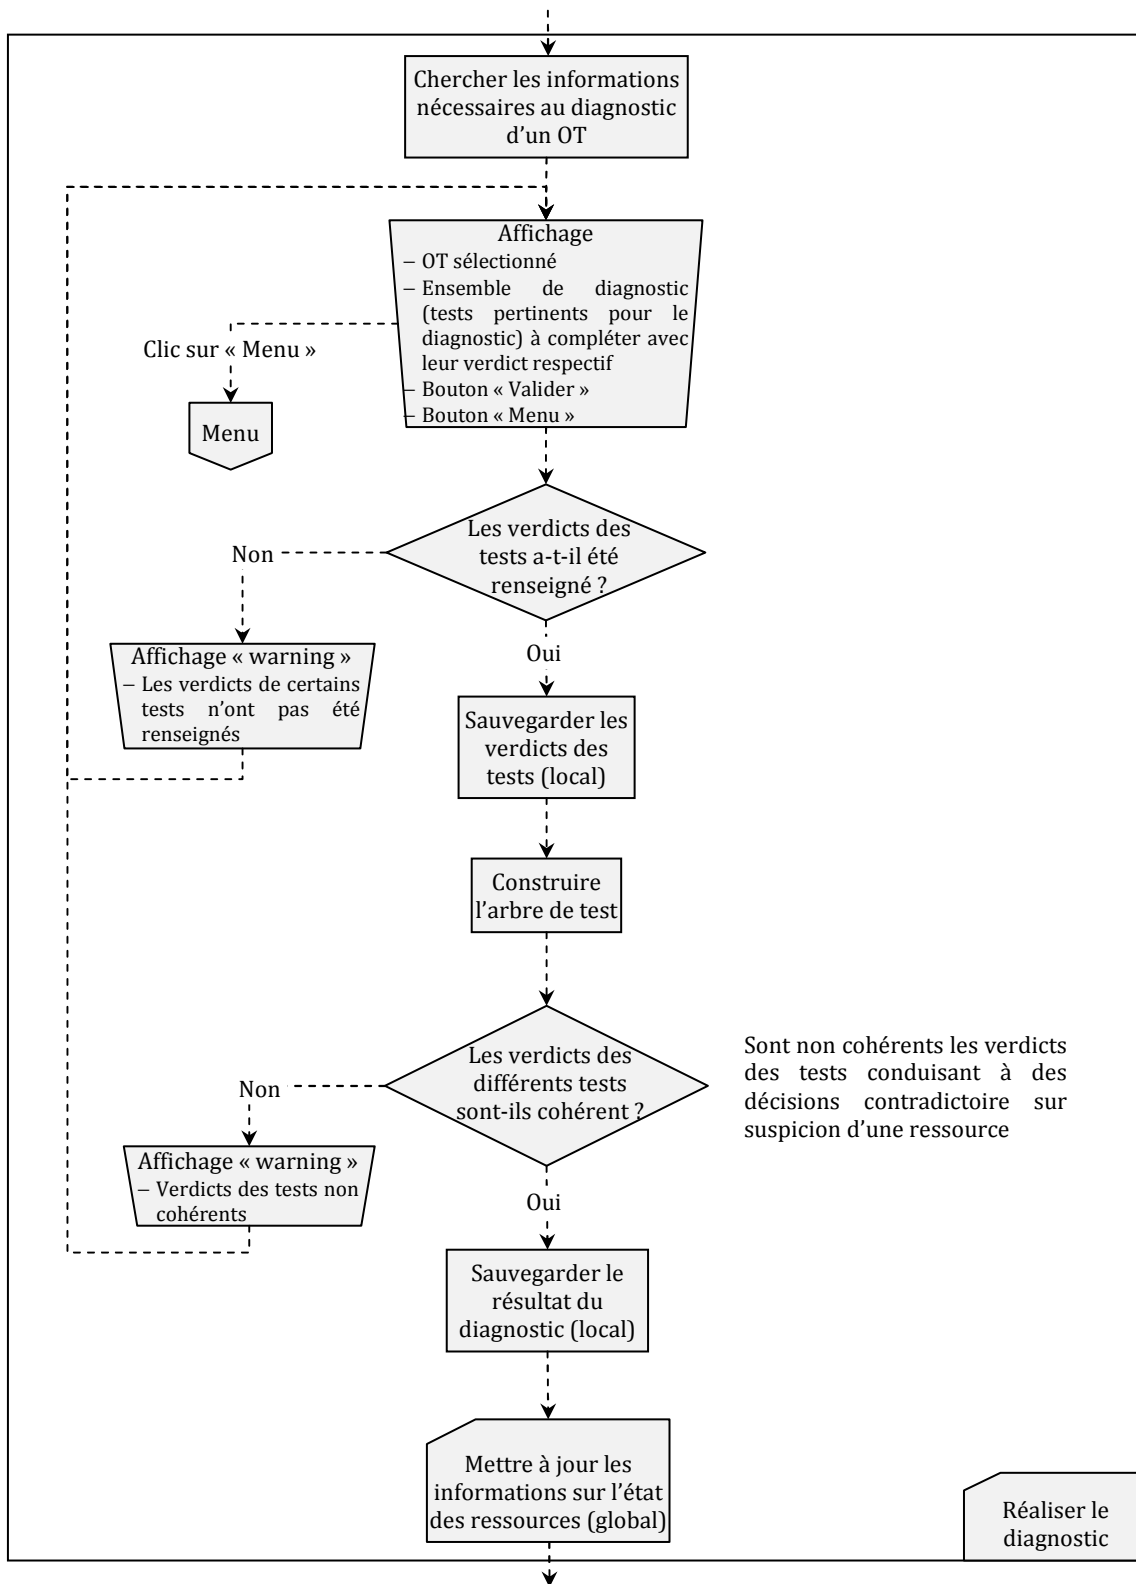 Chercher les informations
nécessaires au diagnostic
d’un OT
Affichage
– OT sélectionné
– Ensemble de diagnostic
(tests pertinents pour le
diagnostic) à compléter avec
leur verdict respectif
– Bouton « Valider »
– Bouton « Menu »
Clic sur « Menu »
Menu
Les verdicts des
tests a-t-il été
renseigné ?
Non
Affichage « warning »
– Les verdicts de certains
tests n’ont pas été
renseignés
Oui
Sauvegarder les
verdicts des
tests (local)
Construire
l’arbre de test
Les verdicts des
différents tests
sont-ils cohérent ?
Sont non cohérents les verdicts
des tests conduisant à des
décisions contradictoire sur
suspicion d’une ressource
Non
Affichage « warning »
– Verdicts des tests non
cohérents
Oui
Sauvegarder le
résultat du
diagnostic (local)
Mettre à jour les
informations sur l’état
des ressources (global)
Réaliser le
diagnostic